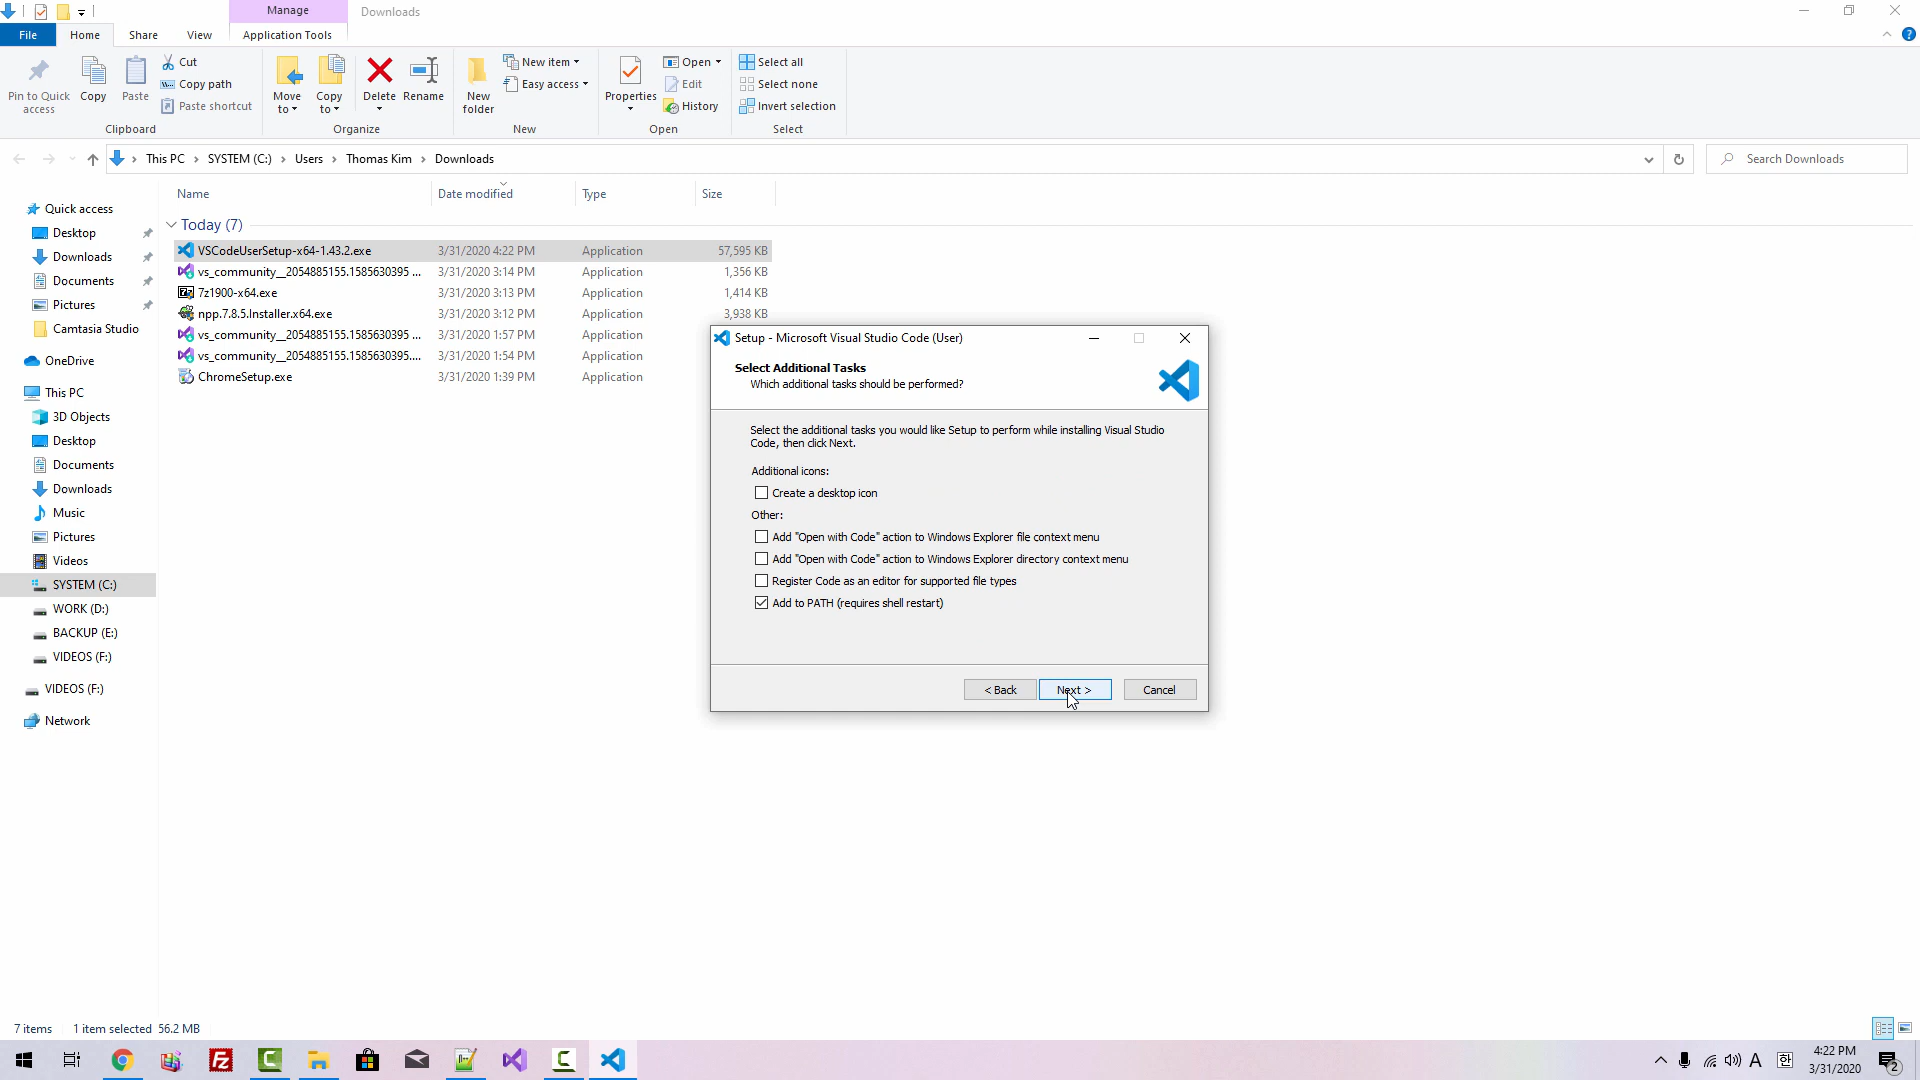 Manage
Downloads
File
Home
Share
View
Application Tools
Pin to Quick
access
Copy
Paste
Cut
Copy path
Paste shortcut
Clipboard
Move
to
Copy
to
Delete
Rename
Organize
New
folder
New item
Easy access
New
Properties
Open
Edit
History
Open
Select all
Select none
Invert selection
Select
This PC
SYSTEM (C:)
Users
Thomas Kim
Downloads
Search Downloads
Name
Date modified
Type
Size
Today (7)
VSCodeUserSetup-x64-1.43.2.exe 3/31/2020 4:22 PM Application 57,595 KB
vs_community__2054885155.1585630395 ... 3/31/2020 3:14 PM Application 1,356 KB
7z1900-x64.exe 3/31/2020 3:13 PM Application 1,414 KB
npp.7.8.5.Installer.x64.exe 3/31/2020 3:12 PM Application 3,938 KB
vs_community__2054885155.1585630395 ... 3/31/2020 1:57 PM Application
vs_community__2054885155.1585630395.... 3/31/2020 1:54 PM Application
ChromeSetup.exe 3/31/2020 1:39 PM Application
Quick access
Desktop
Downloads
Documents
Pictures
Camtasia Studio
OneDrive
This PC
3D Objects
Desktop
Documents
Downloads
Music
Pictures
Videos
SYSTEM (C:)
WORK (D:)
BACKUP (E:)
VIDEOS (F:)
VIDEOS (F:)
Network
Setup - Microsoft Visual Studio Code (User)
Select Additional Tasks
Which additional tasks should be performed?
Select the additional tasks you would like Setup to perform while installing Visual Studio
Code, then click Next.
Additional icons:
Create a desktop icon
Other:
Add "Open with Code" action to Windows Explorer file context menu
Add "Open with Code" action to Windows Explorer directory context menu
Register Code as an editor for supported file types
Add to PATH (requires shell restart)
< Back
Next >
Cancel
7 items
1 item selected 56.2 MB
A
한
4:22 PM
3/31/2020
2